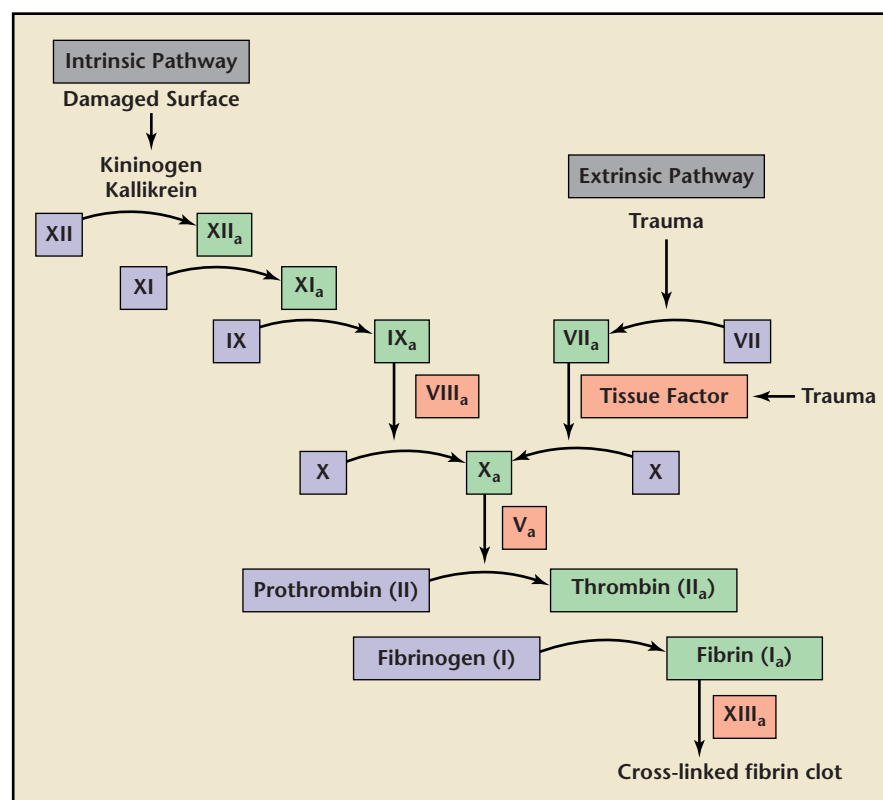 Intrinsic Pathway
Damaged Surface
Kininogen
Kallikrein
Extrinsic Pathway
Trauma
XII
XIIa
XI
XIa
IX
IXa
VIIa
VII
VIIIa
Tissue Factor
Trauma
X
Xa
X
Va
Prothrombin (II)
Thrombin (IIa)
Fibrinogen (I)
Fibrin (Ia)
XIIIa
Cross-linked fibrin clot